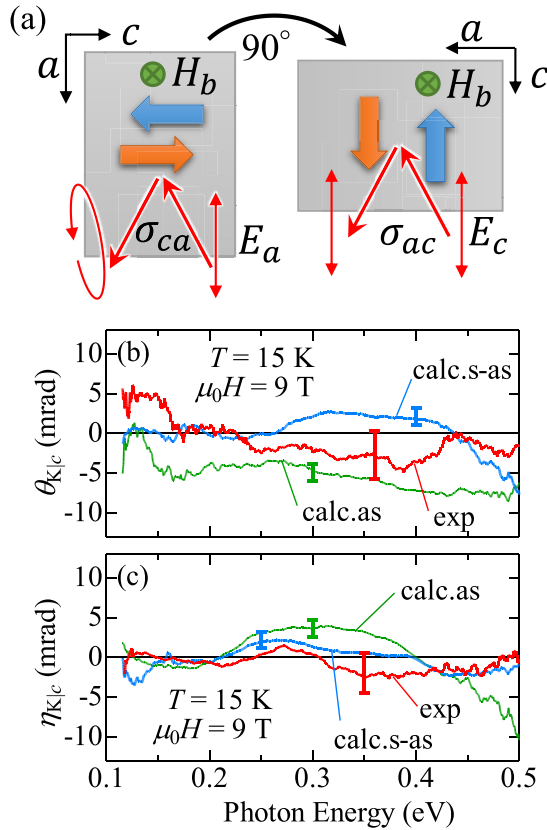 (a)
c
a
90°
H_b
σ_ca
E_a
a
c
H_b
σ_ac
E_c
(b)
T = 15 K
μ₀H = 9 T
calc.s-as
calc.as
exp
θ_K|c (mrad)
10
5
0
-5
-10
(c)
calc.as
T = 15 K
μ₀H = 9 T
exp
calc.s-as
η_K|c (mrad)
10
5
0
-5
-10
0.1 0.2 0.3 0.4 0.5
Photon Energy (eV)